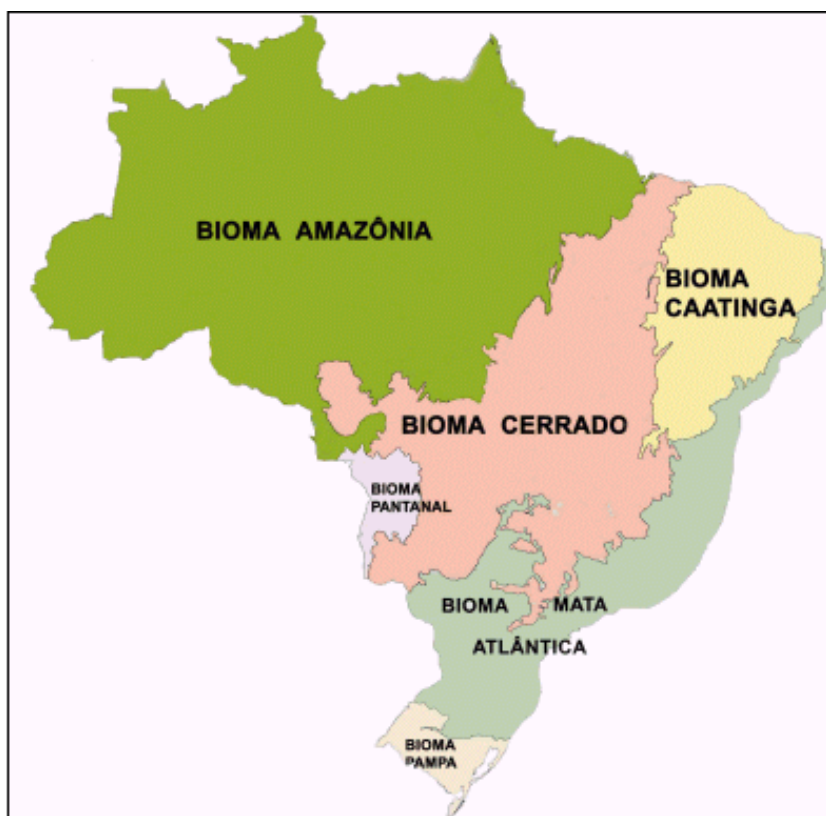 BIOMA AMAZÔNIA
BIOMA
CAATINGA
BIOMA CERRADO
BIOMA
PANTANAL
BIOMA MATA
ATLÂNTICA
BIOMA
PAMPA